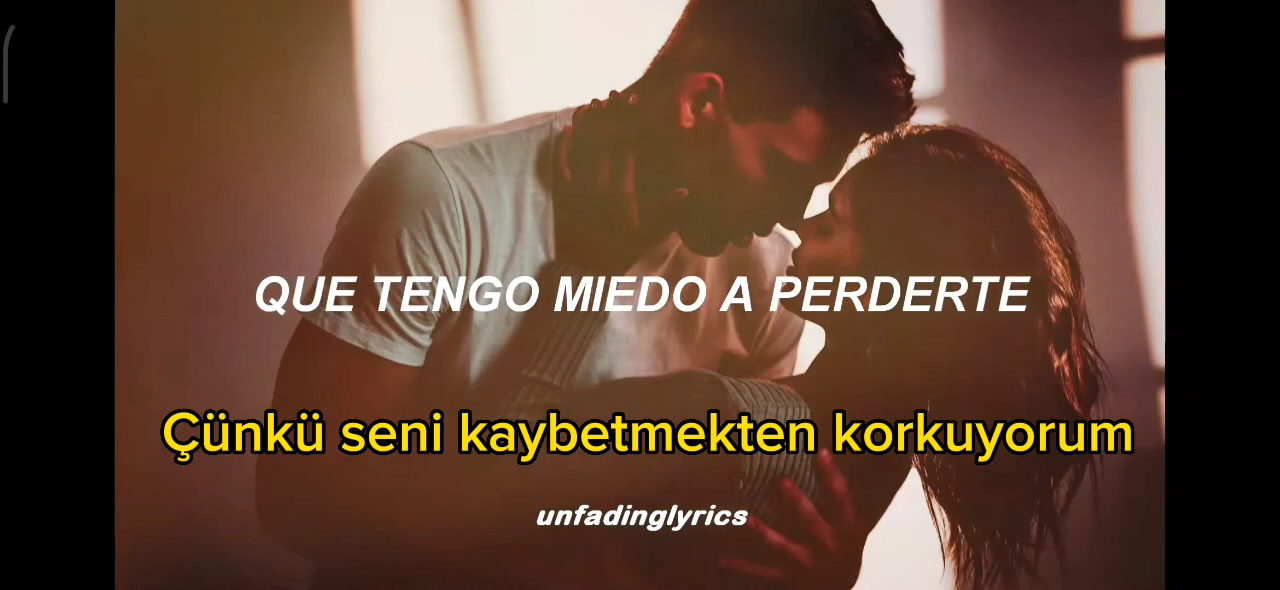 QUE TENGO MIEDO A PERDERTE
Çünkü seni kaybetmekten korkuyorum
unfadinglyrics